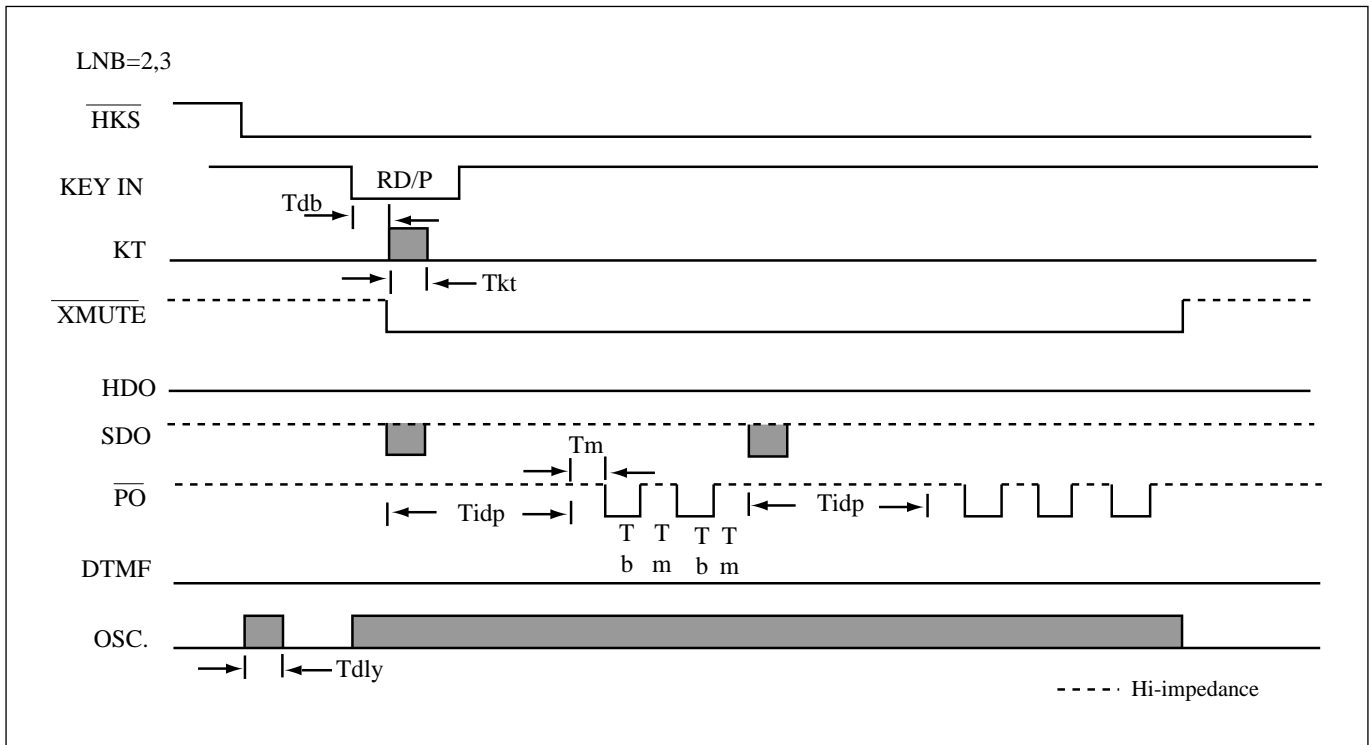 LNB=2,3
HKS
KEY IN
RD/P
Tdb
KT
Tkt
XMUTE
HDO
SDO
Tm
PO
Tidp
Tidp
T b
T m
T b
T m
DTMF
OSC.
Tdly
Hi-impedance